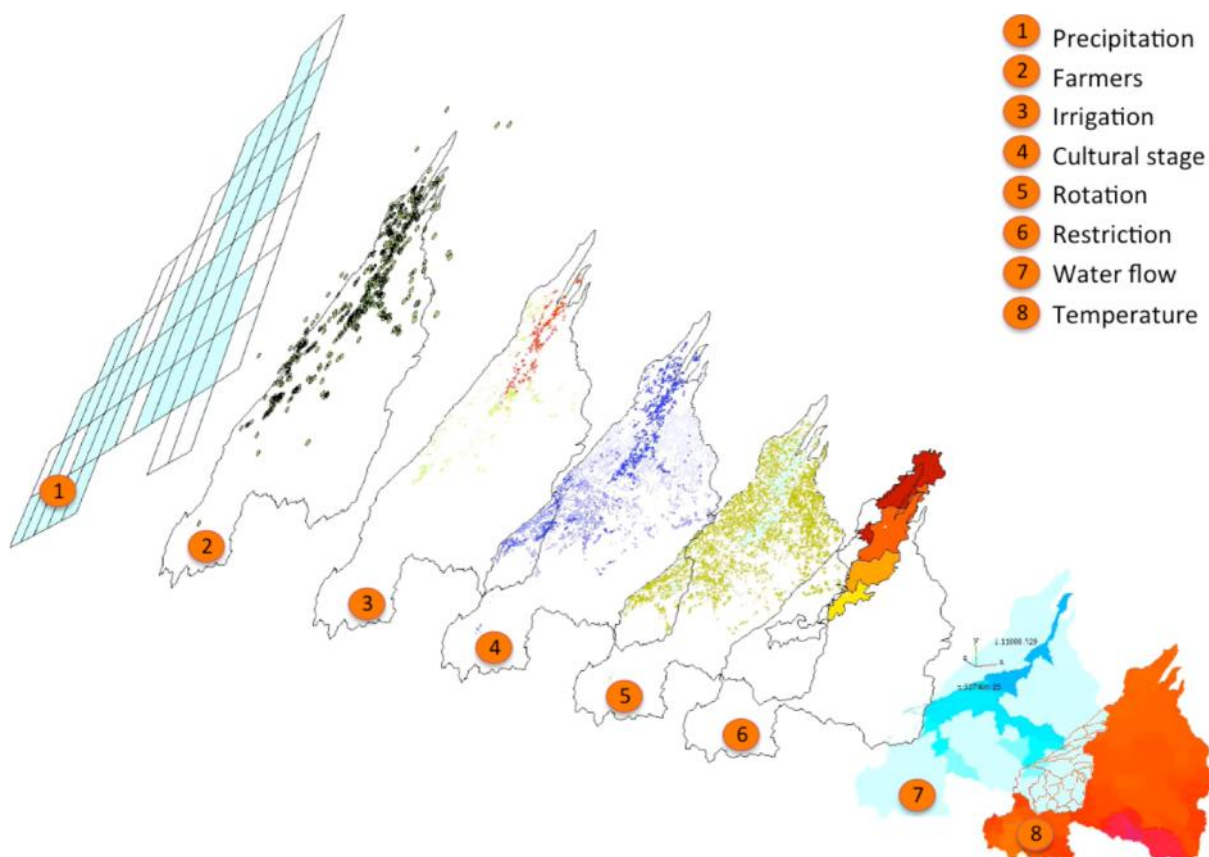 1 Precipitation
2 Farmers
3 Irrigation
4 Cultural stage
5 Rotation
6 Restriction
7 Water flow
8 Temperature
1
2
3
4
5
6
7
8